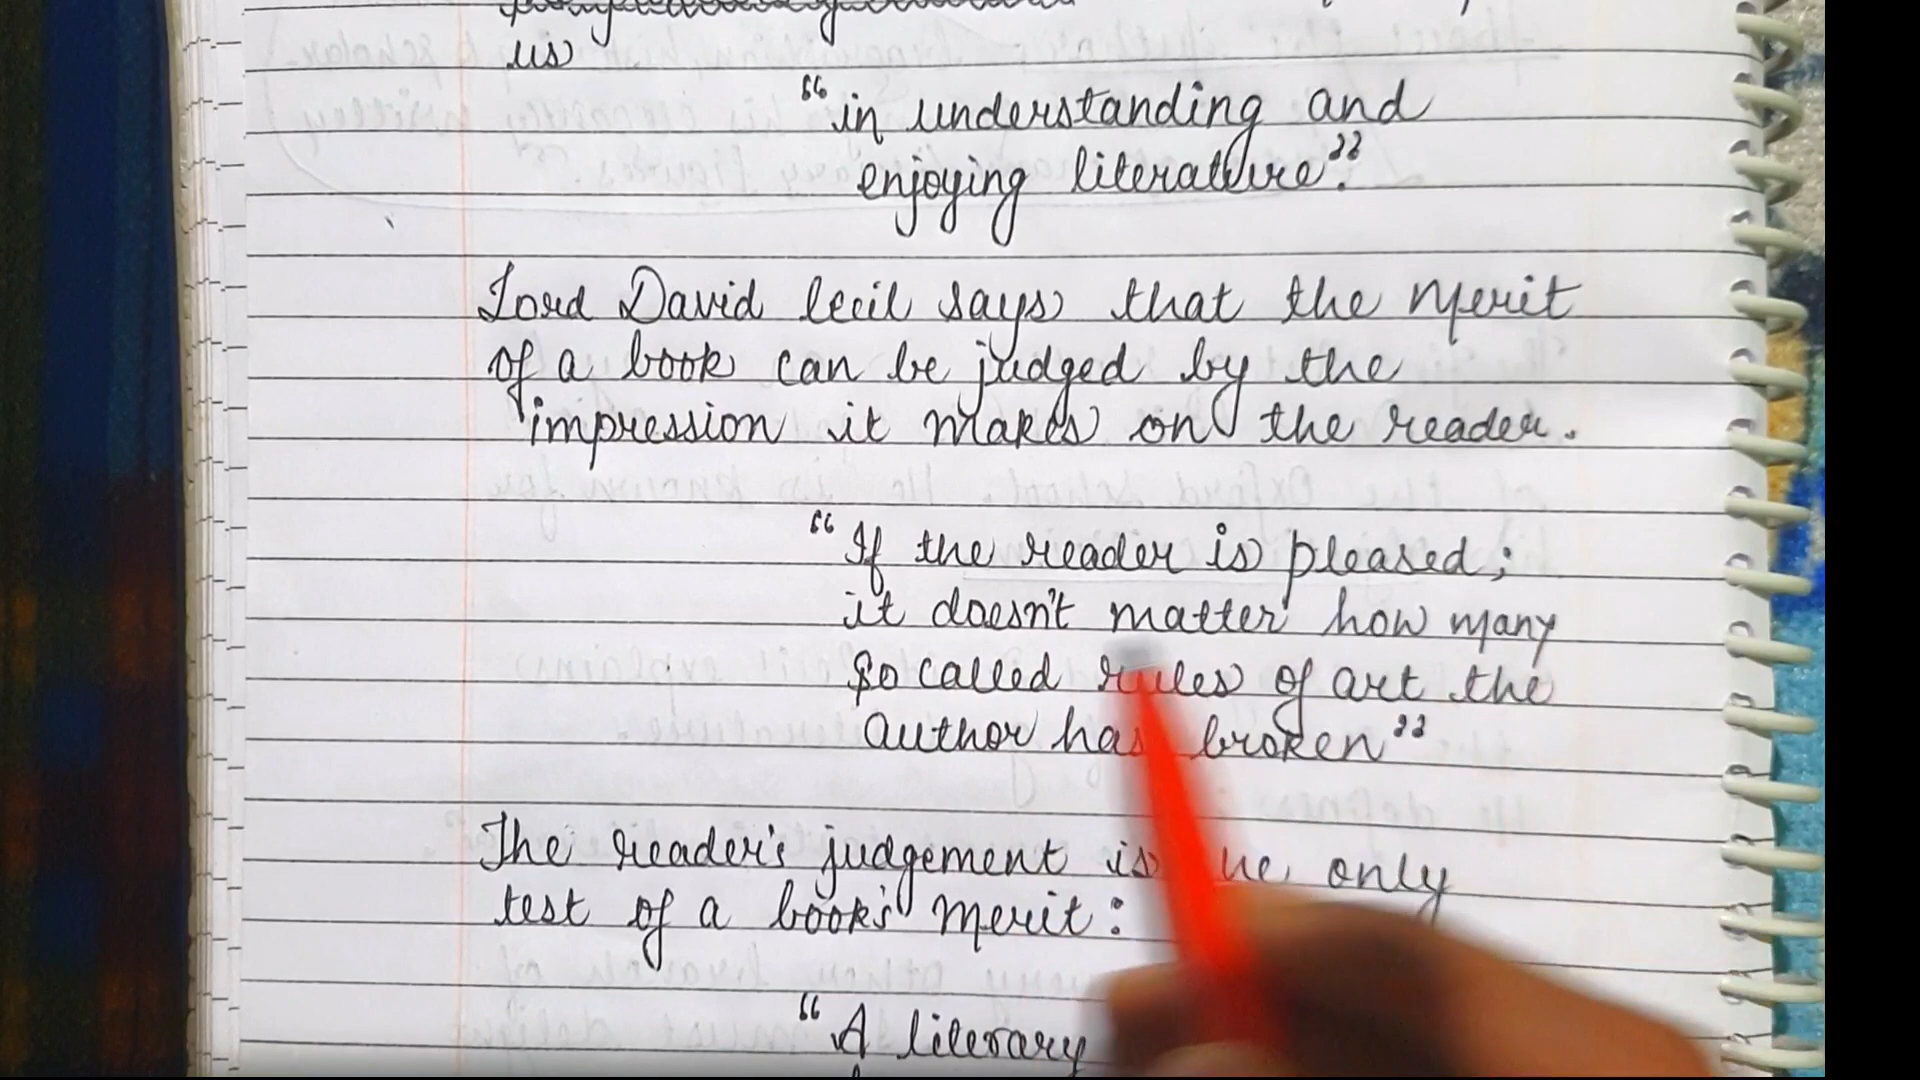 us
“in understanding and
enjoying literature.”
Lord David Cecil says that the merit
of a book can be judged by the
impression it makes on the reader.
“If the reader is pleased;
it doesn't matter how many
so called rules of art the
author has broken”
The reader's judgement is only
test of a book's merit:
“A literary